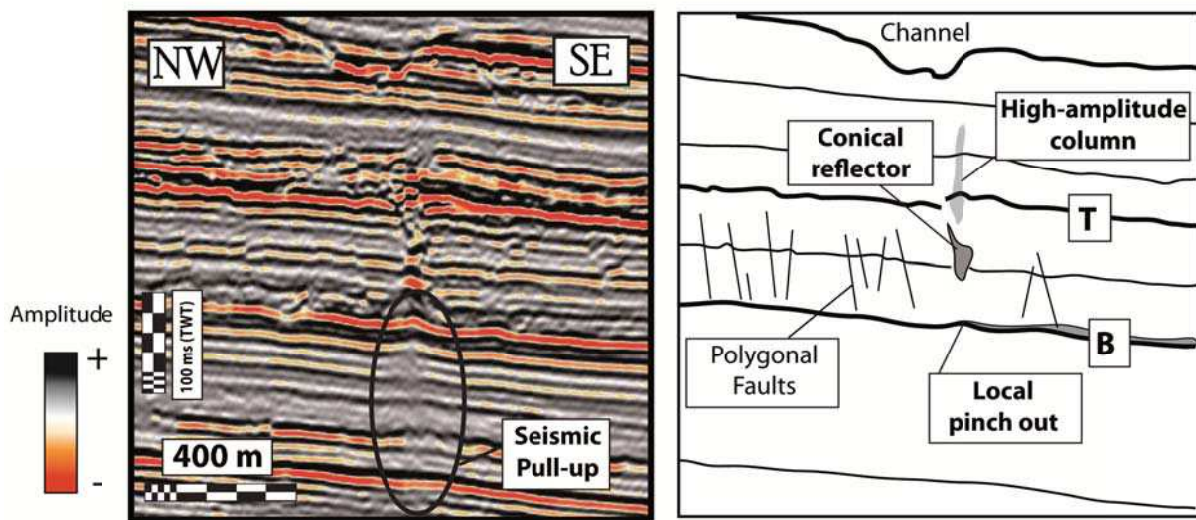 NW
SE
Amplitude
+
-
100 ms (TWT)
400 m
Seismic
Pull-up
Channel
High-amplitude
column
Conical
reflector
T
B
Polygonal
Faults
Local
pinch out